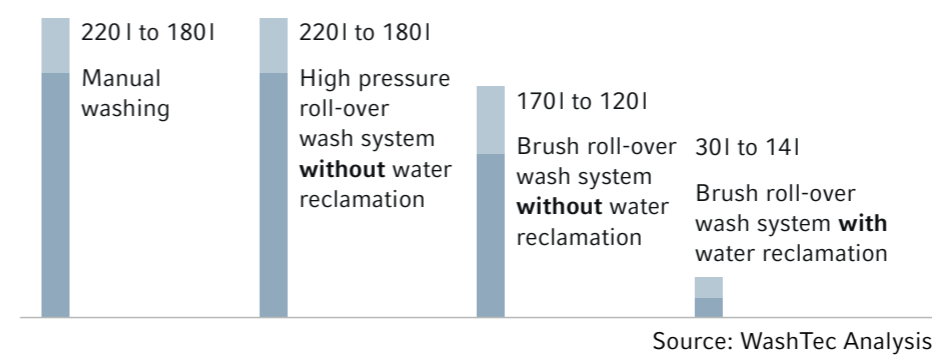 220 l to 180 l
Manual
washing
220 l to 180 l
High pressure
roll-over
wash system
without water
reclamation
170 l to 120 l
Brush roll-over
wash system
without water
reclamation
30 l to 14 l
Brush roll-over
wash system with
water reclamation
Source: WashTec Analysis